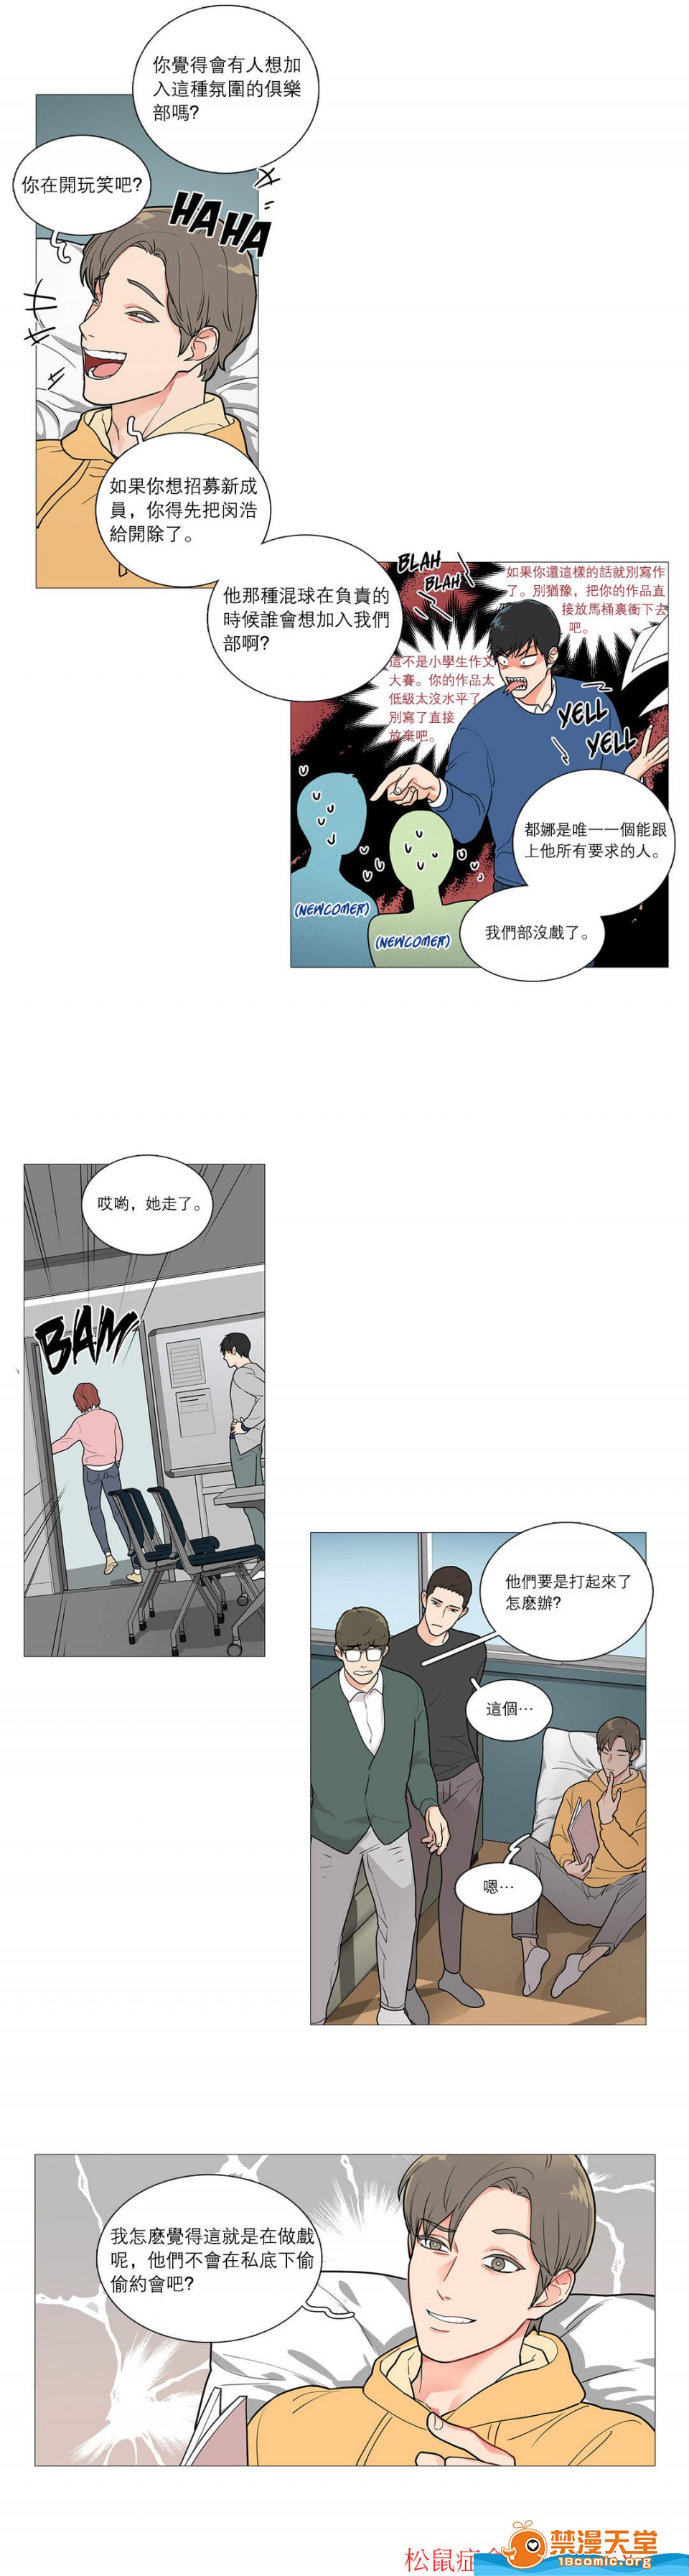 你覺得會有人想加
入這種氛圍的俱樂
部嗎?
你在開玩笑吧?
HA HA
如果你想招募新成
員，你得先把閔浩
給開除了。
他那種混球在負責的
時候誰會想加入我們
部啊?
BLAH
BLAH
如果你還這樣的話就別寫作
了。別猶豫，把你的作品直
接放馬桶裏衝下去
吧。
這不是小學生作文
大賽。你的作品太
低級太沒水平了
別寫了直接
放棄吧。
YELL
YELL
都娜是唯一一個能跟
上他所有要求的人。
(NEWCOMER)
(NEWCOMER)
我們部沒戲了。
哎喲，她走了。
BAM
他們要是打起來了
怎麽辦?
這個…
嗯…
我怎麽覺得這就是在做戲
呢，他們不會在私底下偷
偷約會吧?
松鼠症
禁漫天堂
18comic.org